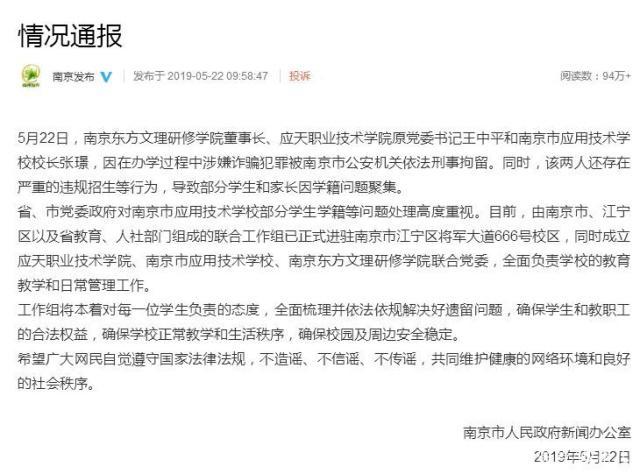 情况通报
南京发布
发布于 2019-05-22 09:58:47
投诉
阅读数：94万+
5月22日，南京东方文理研修学院董事长、应天职业技术学院原党委书记王中平和南京市应用技术学
校校长张璟，因在办学过程中涉嫌诈骗犯罪被南京市公安机关依法刑事拘留。同时，该两人还存在
严重的违规招生等行为，导致部分学生和家长因学籍问题聚集。
省、市党委政府对南京市应用技术学校部分学生学籍等问题处理高度重视。目前，由南京市、江宁
区以及省教育、人社部门组成的联合工作组已正式进驻南京市江宁区将军大道666号校区，同时成立
应天职业技术学院、南京市应用技术学校、南京东方文理研修学院联合党委，全面负责学校的教育
教学和日常管理工作。
工作组将本着对每一位学生负责的态度，全面梳理并依法依规解决好遗留问题，确保学生和教职工
的合法权益，确保学校正常教学和生活秩序，确保校园及周边安全稳定。
希望广大网民自觉遵守国家法律法规，不造谣、不信谣、不传谣，共同维护健康的网络环境和良好
的社会秩序。
南京市人民政府新闻办公室
2019年5月22日